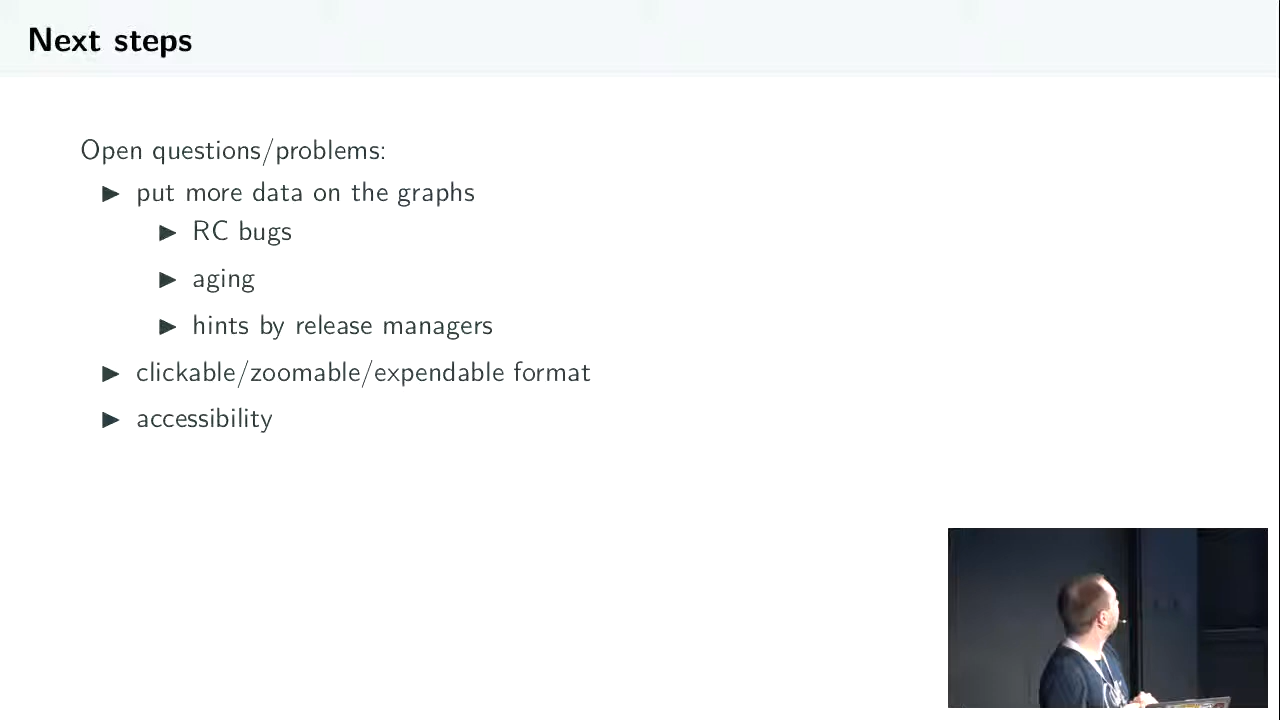 Next steps
Open questions/problems:
▶ put more data on the graphs
▶ RC bugs
▶ aging
▶ hints by release managers
▶ clickable/zoomable/expendable format
▶ accessibility